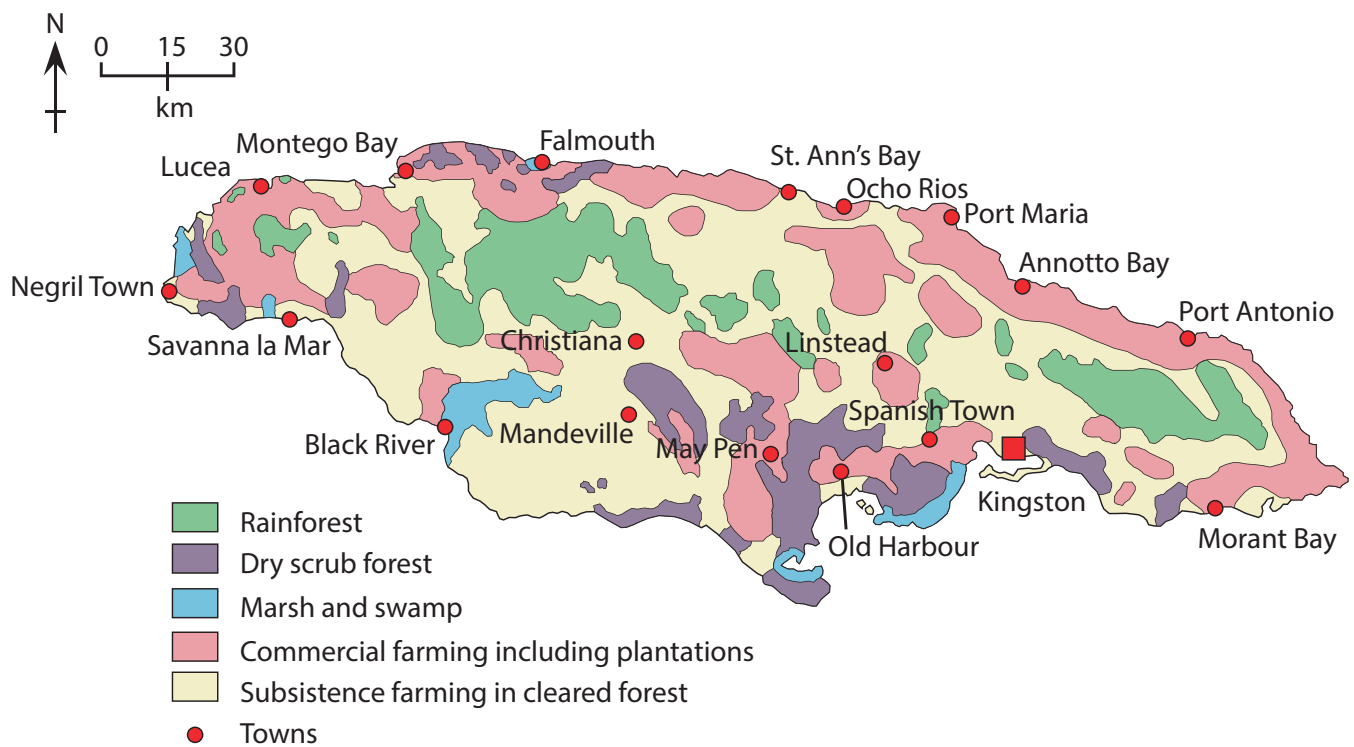 N
0 15 30
km
Montego Bay
Falmouth
Lucea
St. Ann's Bay
Ocho Rios
Port Maria
Annotto Bay
Negril Town
Port Antonio
Savanna la Mar
Christiana
Linstead
Spanish Town
Black River
Mandeville
May Pen
Kingston
Old Harbour
Morant Bay
Rainforest
Dry scrub forest
Marsh and swamp
Commercial farming including plantations
Subsistence farming in cleared forest
Towns